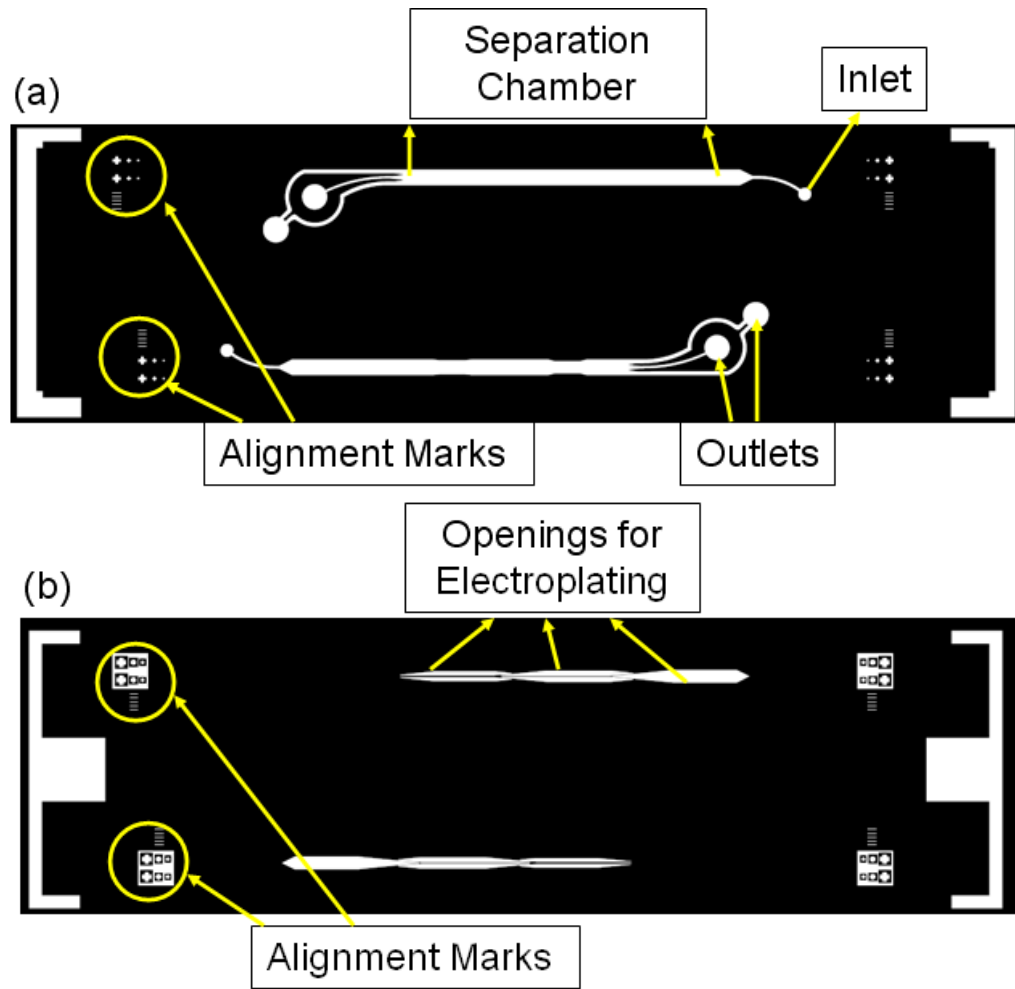 (a)
Separation
Chamber
Inlet
Alignment Marks
Outlets
(b)
Openings for
Electroplating
Alignment Marks